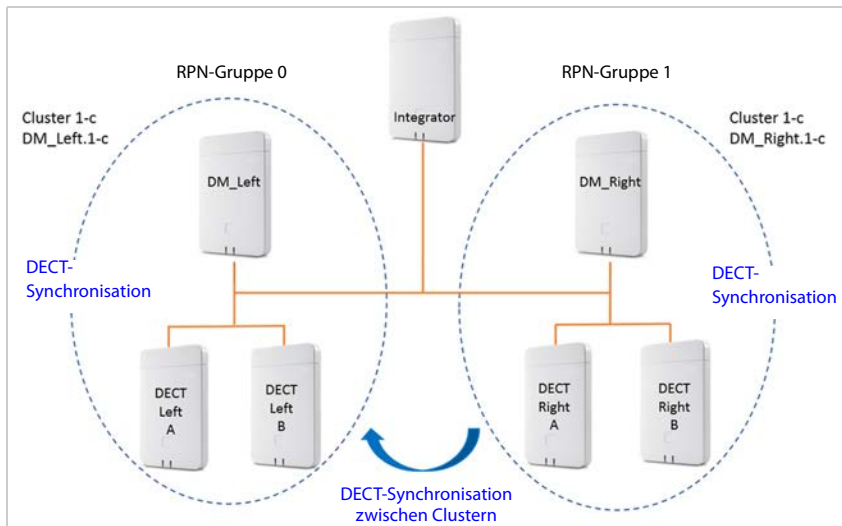 RPN-Gruppe 0
RPN-Gruppe 1
Integrator
Cluster 1-c
DM_Left.1-c
Cluster 1-c
DM_Right.1-c
DM_Left
DM_Right
DECT-
Synchronisation
DECT-
Synchronisation
DECT
Left
A
DECT
Left
B
DECT
Right
A
DECT
Right
B
DECT-Synchronisation
zwischen Clustern